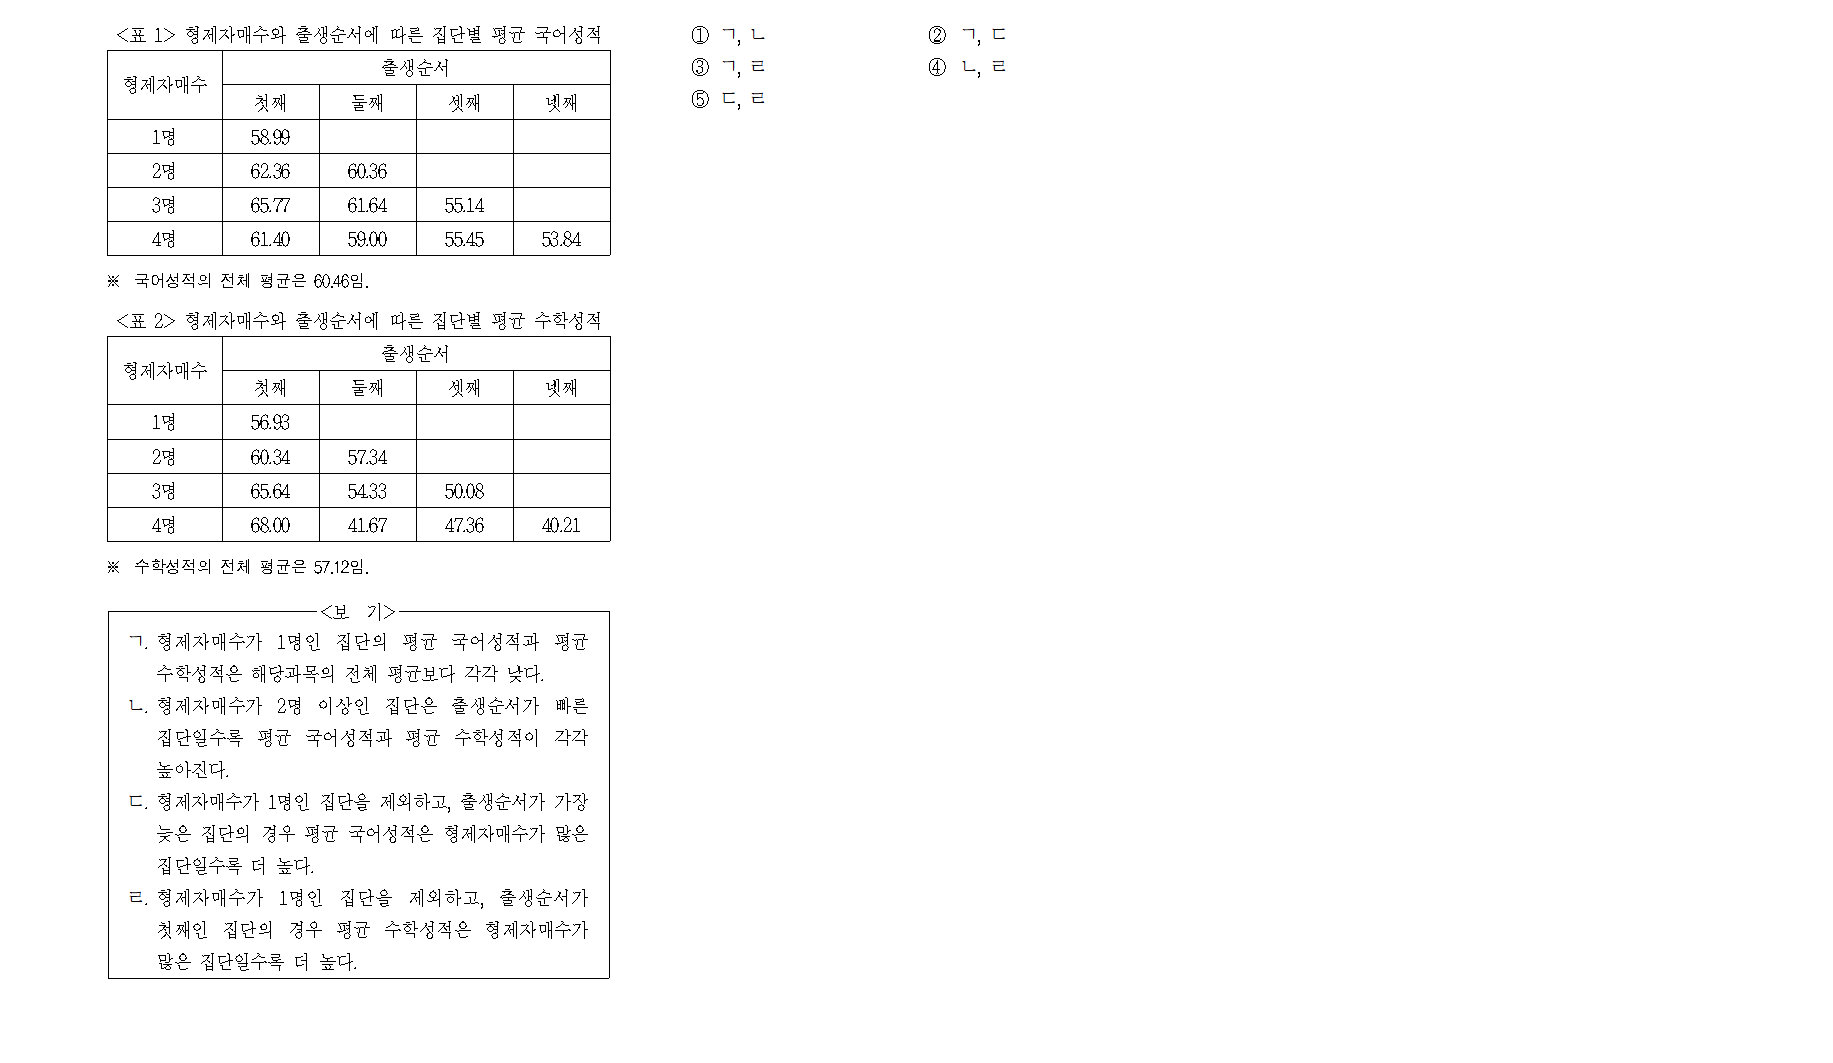 <표 1> 형제자매수와 출생순서에 따른 집단별 평균 국어성적
형제자매수 출생순서
첫째 둘째 셋째 넷째
1명 58.99
2명 62.36 60.36
3명 65.77 61.64 55.14
4명 61.40 59.00 55.45 53.84
※ 국어성적의 전체 평균은 60.46임.
<표 2> 형제자매수와 출생순서에 따른 집단별 평균 수학성적
형제자매수 출생순서
첫째 둘째 셋째 넷째
1명 56.93
2명 60.34 57.34
3명 65.64 54.33 50.08
4명 68.00 41.67 47.36 40.21
※ 수학성적의 전체 평균은 57.12임.
<보 기>
ㄱ. 형제자매수가 1명인 집단의 평균 국어성적과 평균
수학성적은 해당과목의 전체 평균보다 각각 낮다.
ㄴ. 형제자매수가 2명 이상인 집단은 출생순서가 빠른
집단일수록 평균 국어성적과 평균 수학성적이 각각
높아진다.
ㄷ. 형제자매수가 1명인 집단을 제외하고, 출생순서가 가장
늦은 집단의 경우 평균 국어성적은 형제자매수가 많은
집단일수록 더 높다.
ㄹ. 형제자매수가 1명인 집단을 제외하고, 출생순서가
첫째인 집단의 경우 평균 수학성적은 형제자매수가
많은 집단일수록 더 높다.
① ㄱ, ㄴ ② ㄱ, ㄷ
③ ㄱ, ㄹ ④ ㄴ, ㄹ
⑤ ㄷ, ㄹ